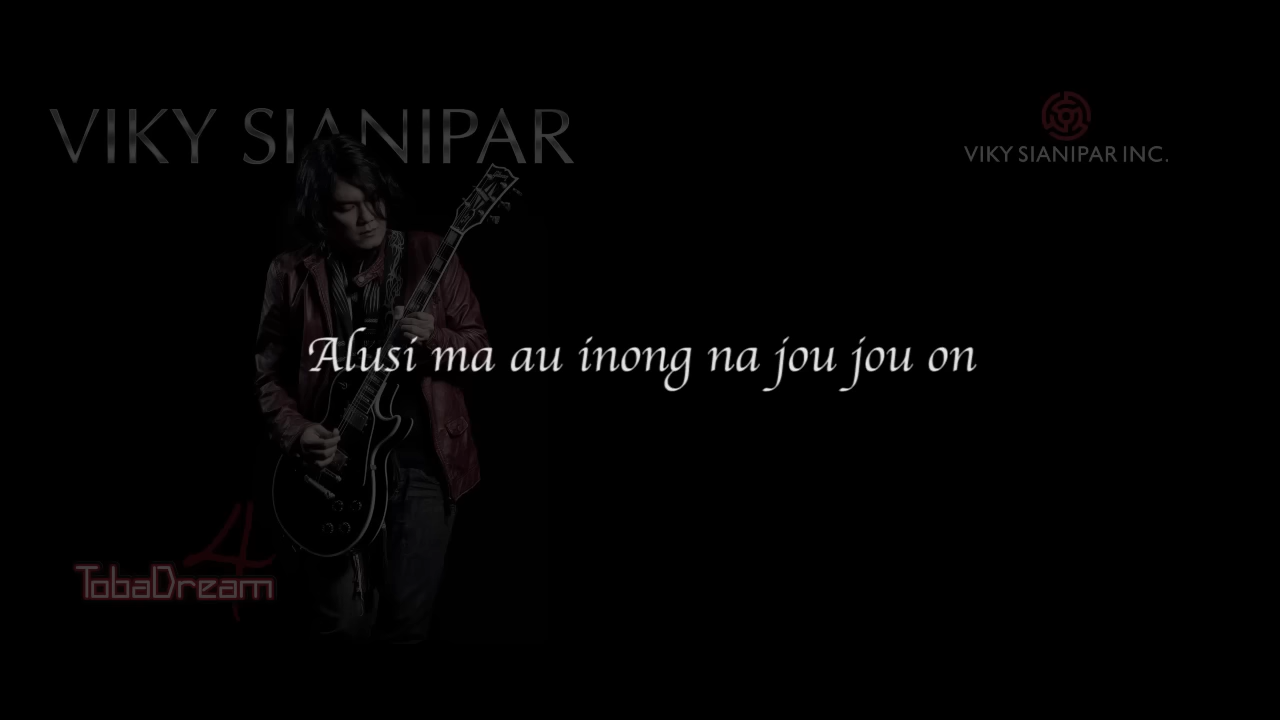 VIKY SIANIPAR
VIKY SIANIPAR INC.
Alusi ma au inong na jou jou on
4
TobaDream